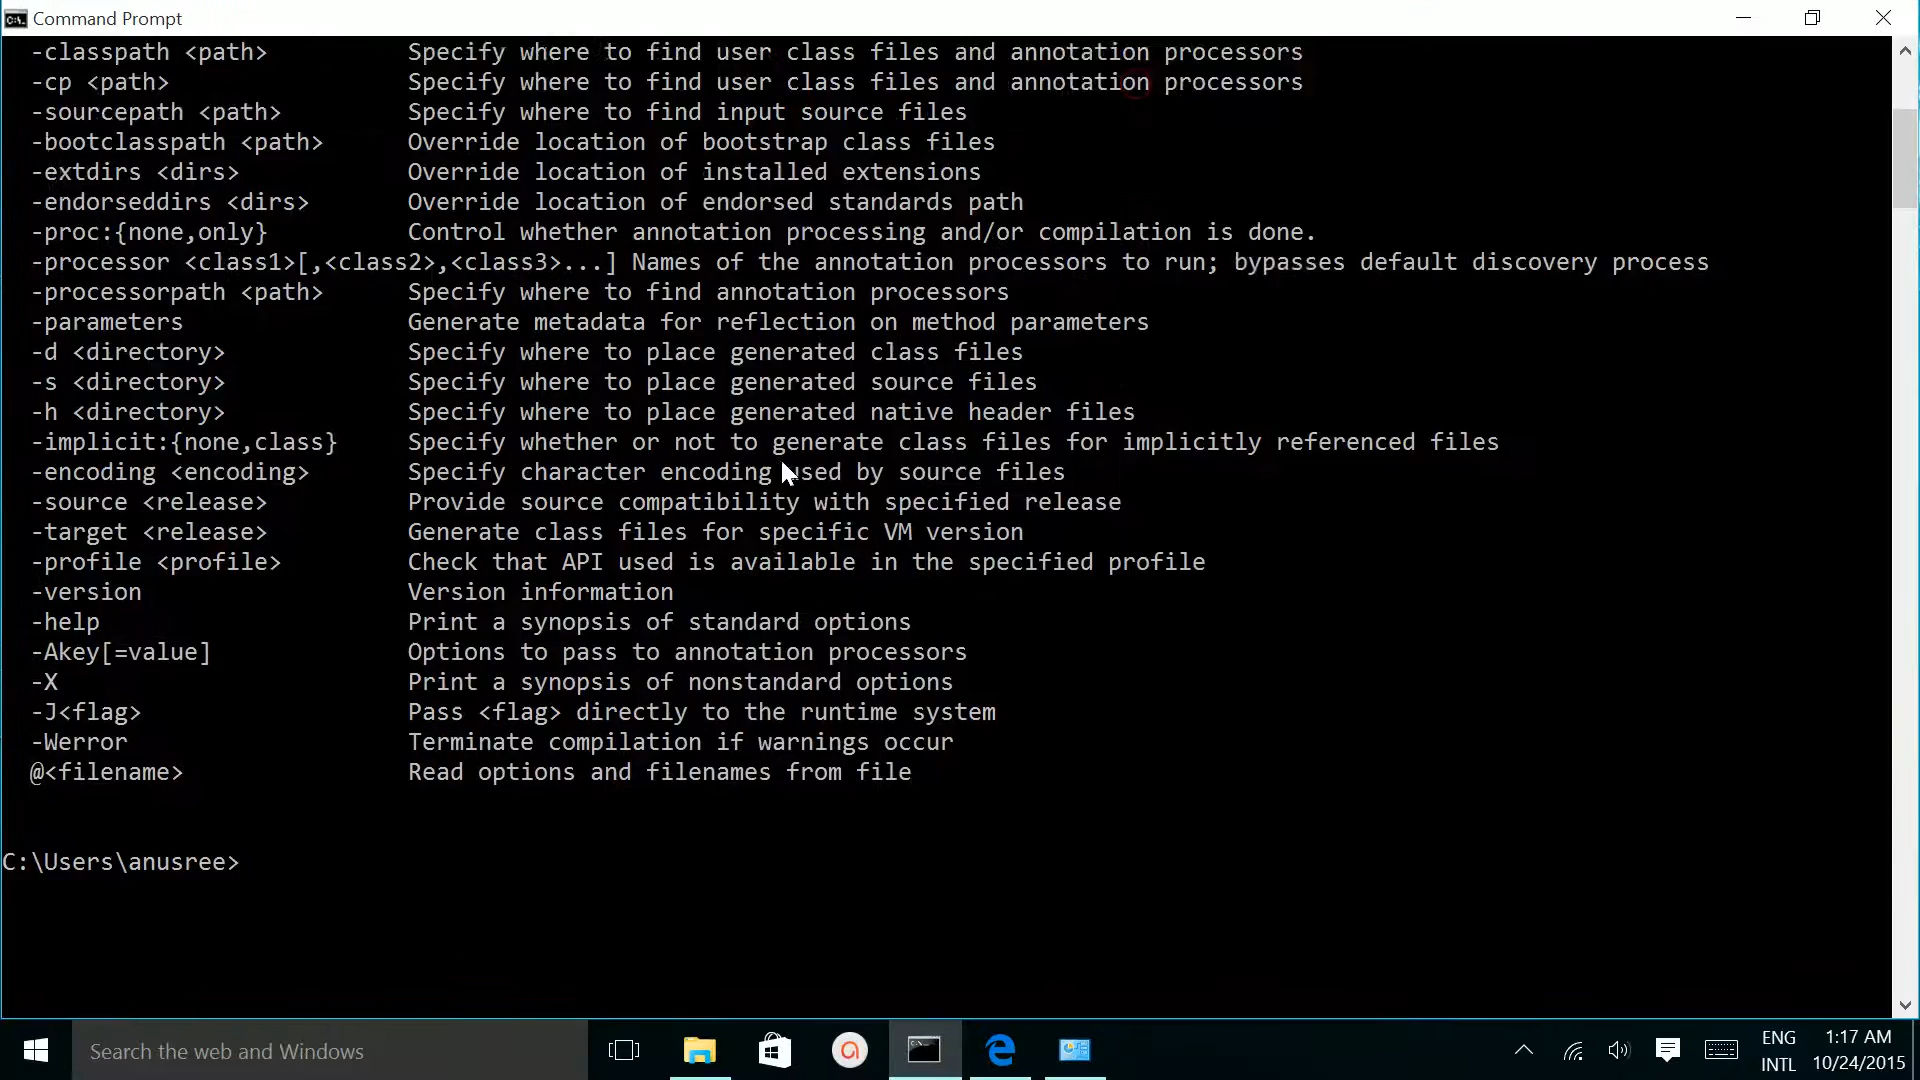 Command Prompt
-classpath <path> Specify where to find user class files and annotation processors
-cp <path> Specify where to find user class files and annotation processors
-sourcepath <path> Specify where to find input source files
-bootclasspath <path> Override location of bootstrap class files
-extdirs <dirs> Override location of installed extensions
-endorseddirs <dirs> Override location of endorsed standards path
-proc:{none,only} Control whether annotation processing and/or compilation is done.
-processor <class1>[,<class2>,<class3>...] Names of the annotation processors to run; bypasses default discovery process
-processorpath <path> Specify where to find annotation processors
-parameters Generate metadata for reflection on method parameters
-d <directory> Specify where to place generated class files
-s <directory> Specify where to place generated source files
-h <directory> Specify where to place generated native header files
-implicit:{none,class} Specify whether or not to generate class files for implicitly referenced files
-encoding <encoding> Specify character encoding used by source files
-source <release> Provide source compatibility with specified release
-target <release> Generate class files for specific VM version
-profile <profile> Check that API used is available in the specified profile
-version Version information
-help Print a synopsis of standard options
-Akey[=value] Options to pass to annotation processors
-X Print a synopsis of nonstandard options
-J<flag> Pass <flag> directly to the runtime system
-Werror Terminate compilation if warnings occur
@<filename> Read options and filenames from file
C:\Users\anusree>
Search the web and Windows
ENG
INTL
1:17 AM
10/24/2015